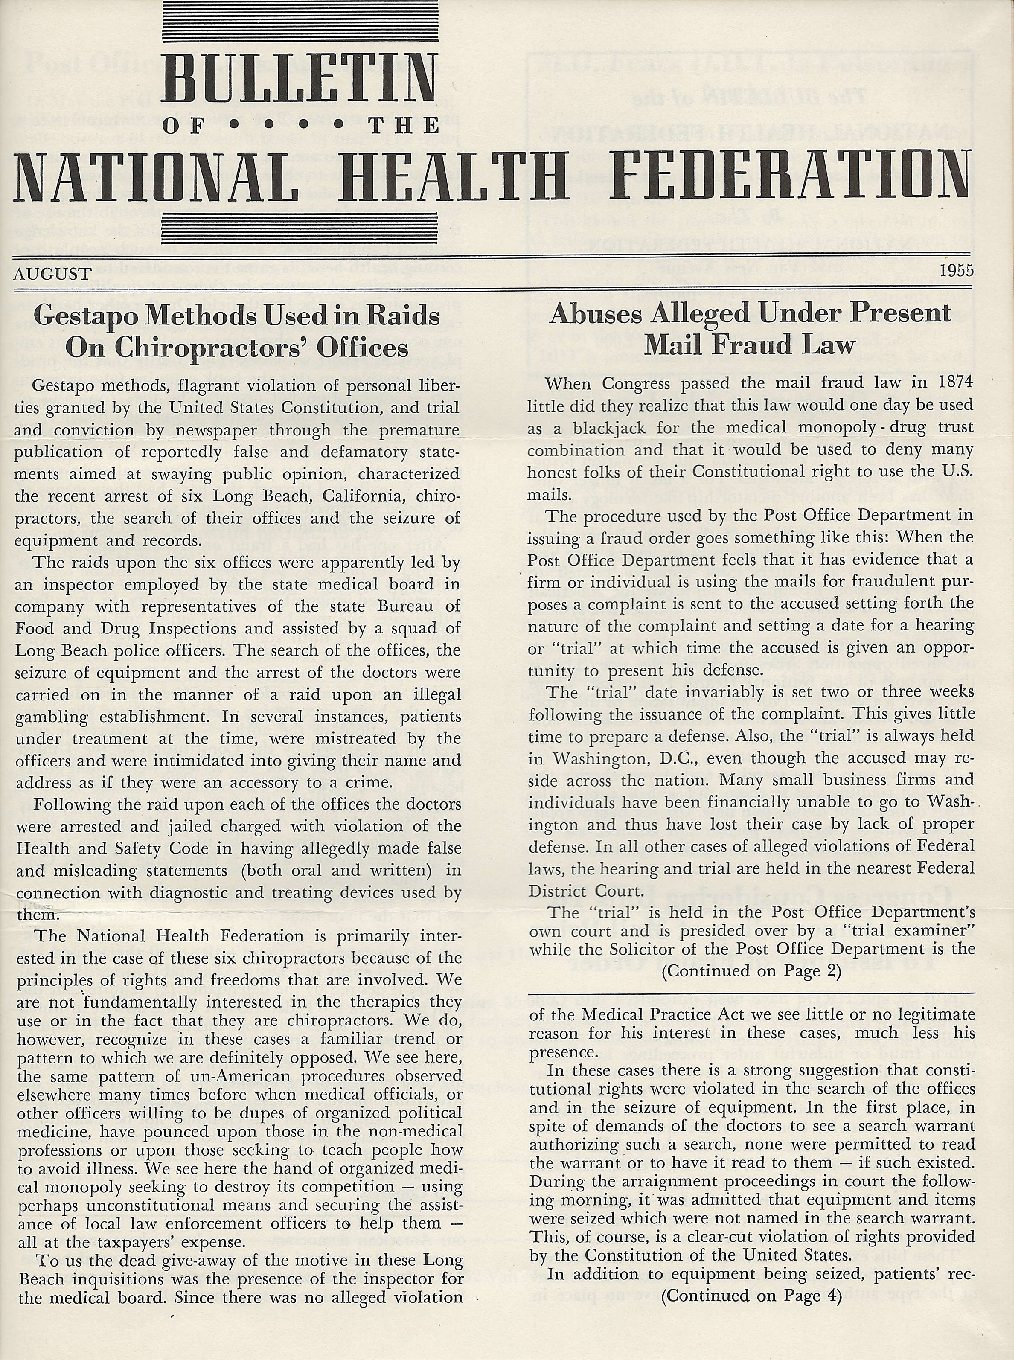 BULLETIN
OF • • • • THE
NATIONAL HEALTH FEDERATION
AUGUST 1955
Gestapo Methods Used in Raids
On Chiropractors' Offices
Gestapo methods, flagrant violation of personal liber-
ties granted by the United States Constitution, and trial
and conviction by newspaper through the premature
publication of reportedly false and defamatory state-
ments aimed at swaying public opinion, characterized
the recent arrest of six Long Beach, California, chiro-
practors, the search of their offices and the seizure of
equipment and records.
The raids upon the six offices were apparently led by
an inspector employed by the state medical board in
company with representatives of the state Bureau of
Food and Drug Inspections and assisted by a squad of
Long Beach police officers. The search of the offices, the
seizure of equipment and the arrest of the doctors were
carried on in the manner of a raid upon an illegal
gambling establishment. In several instances, patients
under treatment at the time, were mistreated by the
officers and were intimidated into giving their name and
address as if they were an accessory to a crime.
Following the raid upon each of the offices the doctors
were arrested and jailed charged with violation of the
Health and Safety Code in having allegedly made false
and misleading statements (both oral and written) in
connection with diagnostic and treating devices used by
them.
The National Health Federation is primarily inter-
ested in the case of these six chiropractors because of the
principles of rights and freedoms that are involved. We
are not fundamentally interested in the therapies they
use or in the fact that they are chiropractors. We do,
however, recognize in these cases a familiar trend or
pattern to which we are definitely opposed. We see here,
the same pattern of un-American procedures observed
elsewhere many times before when medical officials, or
other officers willing to be dupes of organized political
medicine, have pounced upon those in the non-medical
professions or upon those seeking to teach people how
to avoid illness. We see here the hand of organized medi-
cal monopoly seeking to destroy its competition — using
perhaps unconstitutional means and securing the assist-
ance of local law enforcement officers to help them —
all at the taxpayers' expense.
To us the dead give-away of the motive in these Long
Beach inquisitions was the presence of the inspector for
the medical board. Since there was no alleged violation
Abuses Alleged Under Present
Mail Fraud Law
When Congress passed the mail fraud law in 1874
little did they realize that this law would one day be used
as a blackjack for the medical monopoly-drug trust
combination and that it would be used to deny many
honest folks of their Constitutional right to use the U.S.
mails.
The procedure used by the Post Office Department in
issuing a fraud order goes something like this: When the
Post Office Department feels that it has evidence that a
firm or individual is using the mails for fraudulent pur-
poses a complaint is sent to the accused setting forth the
nature of the complaint and setting a date for a hearing
or "trial" at which time the accused is given an oppor-
tunity to present his defense.
The "trial" date invariably is set two or three weeks
following the issuance of the complaint. This gives little
time to prepare a defense. Also, the "trial" is always held
in Washington, D.C., even though the accused may re-
side across the nation. Many small business firms and
individuals have been financially unable to go to Wash-
ington and thus have lost their case by lack of proper
defense. In all other cases of alleged violations of Federal
laws, the hearing and trial are held in the nearest Federal
District Court.
The "trial" is held in the Post Office Department's
own court and is presided over by a "trial examiner"
while the Solicitor of the Post Office Department is the
(Continued on Page 2)
of the Medical Practice Act we see little or no legitimate
reason for his interest in these cases, much less his
presence.
In these cases there is a strong suggestion that consti-
tutional rights were violated in the search of the offices
and in the seizure of equipment. In the first place, in
spite of demands of the doctors to see a search warrant
authorizing such a search, none were permitted to read
the warrant or to have it read to them — if such existed.
During the arraignment proceedings in court the follow-
ing morning, it was admitted that equipment and items
were seized which were not named in the search warrant.
This, of course, is a clear-cut violation of rights provided
by the Constitution of the United States.
In addition to equipment being seized, patients' rec-
(Continued on Page 4)